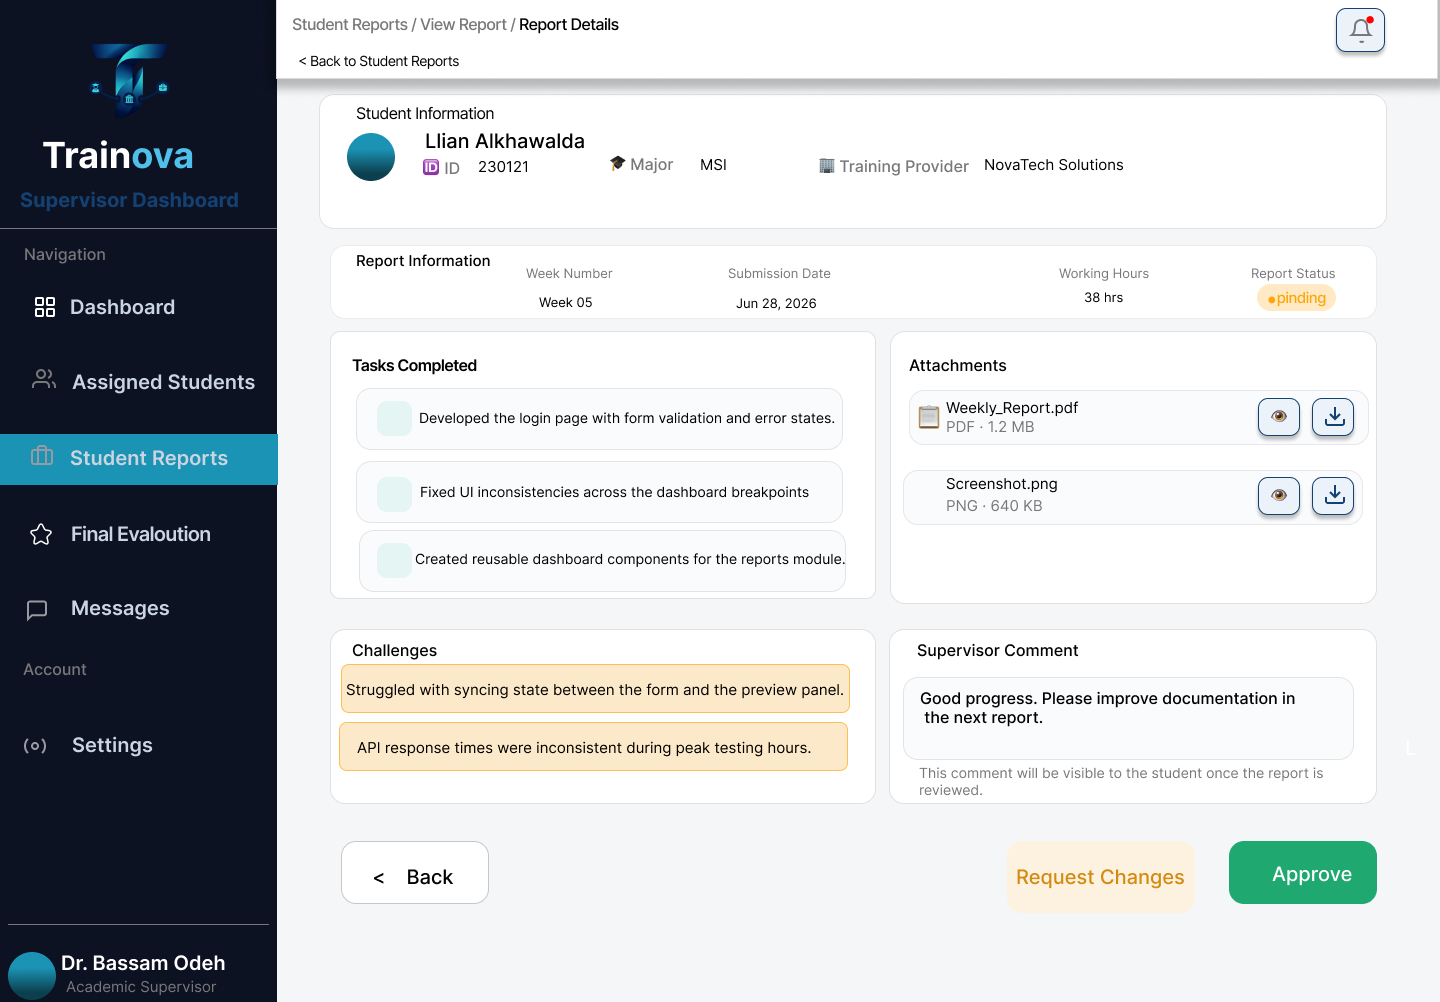 Trainova
Supervisor Dashboard
Navigation
Dashboard
Assigned Students
Student Reports
Final Evaloution
Messages
Account
Settings
Dr. Bassam Odeh
Academic Supervisor
Student Reports / View Report / Report Details
< Back to Student Reports
Student Information
Llian Alkhawalda
🆔 ID 230121
🎓 Major MSI
🏢 Training Provider NovaTech Solutions
Report Information
Week Number
Week 05
Submission Date
Jun 28, 2026
Working Hours
38 hrs
Report Status
pinding
Tasks Completed
Developed the login page with form validation and error states.
Fixed UI inconsistencies across the dashboard breakpoints
Created reusable dashboard components for the reports module.
Attachments
Weekly_Report.pdf
PDF · 1.2 MB
Screenshot.png
PNG · 640 KB
Challenges
Struggled with syncing state between the form and the preview panel.
API response times were inconsistent during peak testing hours.
Supervisor Comment
Good progress. Please improve documentation in
the next report.
This comment will be visible to the student once the report is
reviewed.
L
< Back
Request Changes
Approve